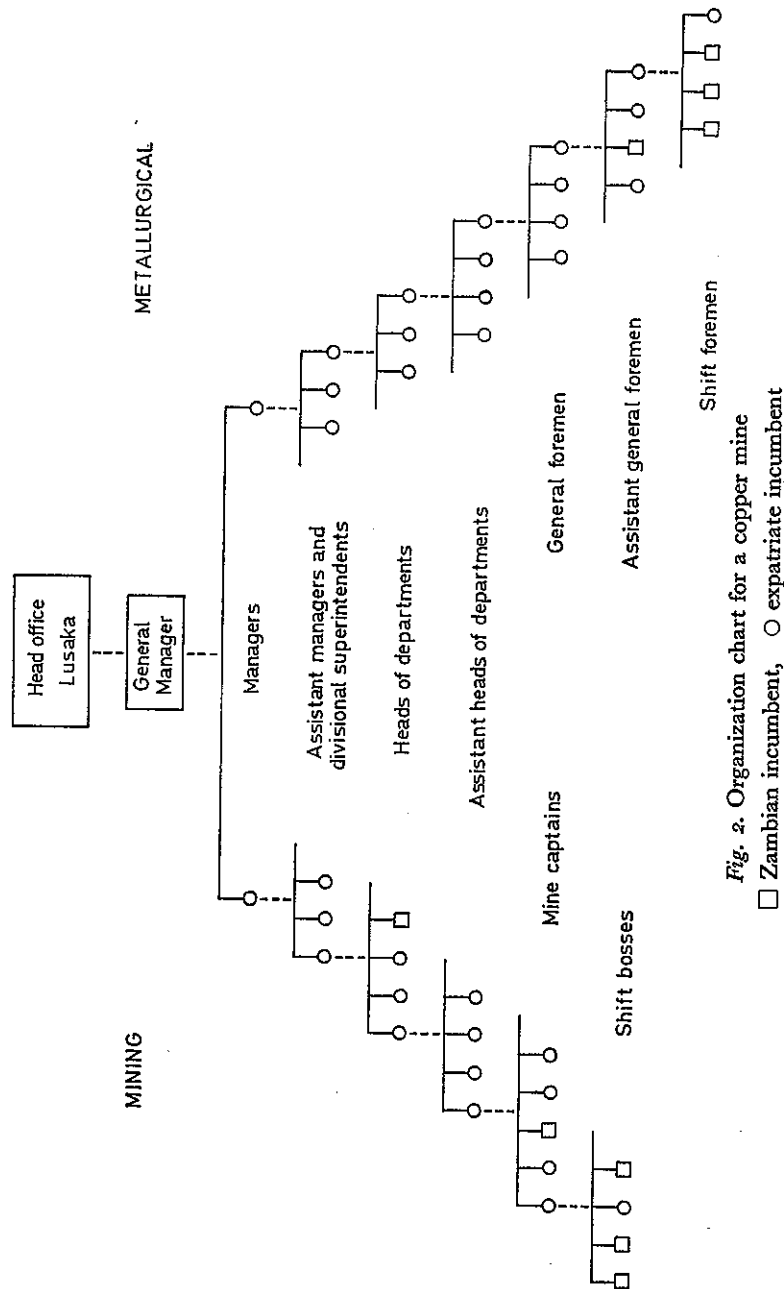 Head office
Lusaka
General
Manager
MINING
METALLURGICAL
Managers
Assistant managers and
divisional superintendents
Heads of departments
Assistant heads of departments
Mine captains
General foremen
Shift bosses
Assistant general foremen
Shift foremen
Fig. 2. Organization chart for a copper mine
□ Zambian incumbent, ○ expatriate incumbent